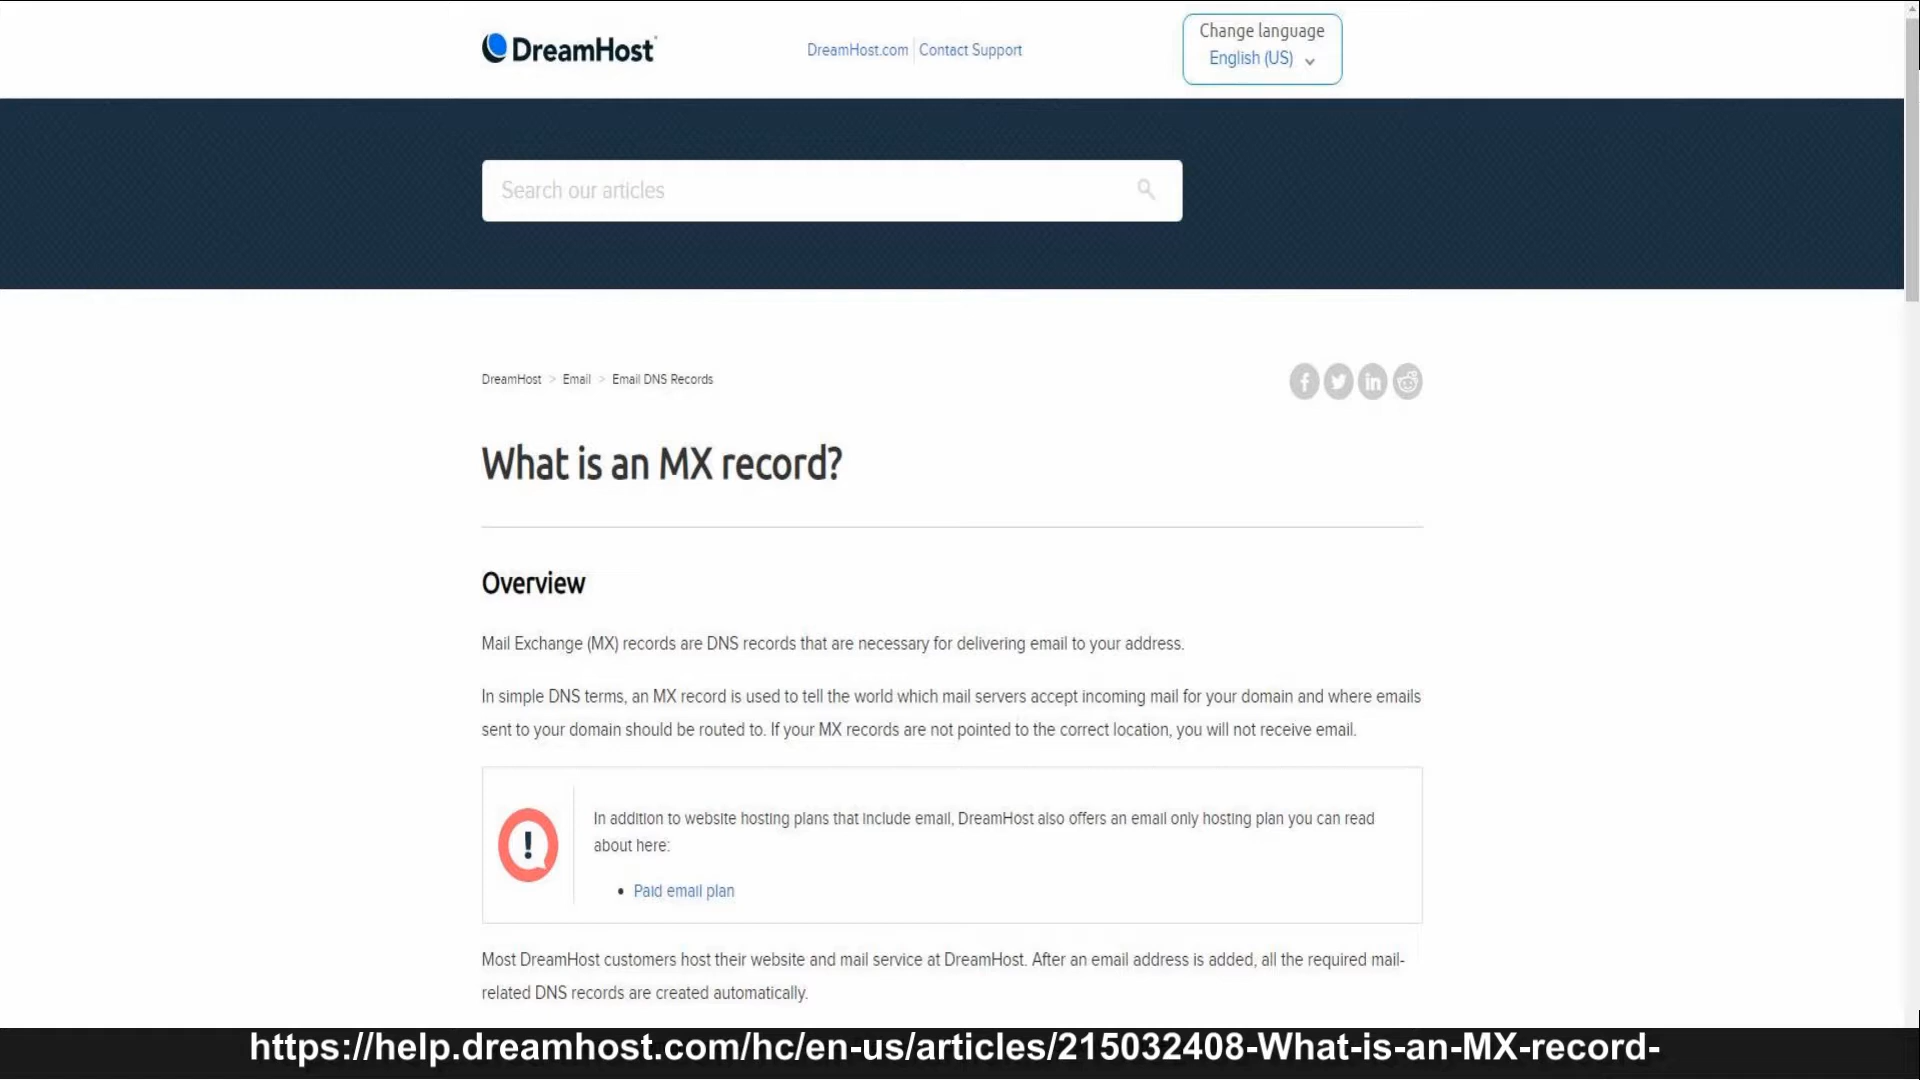 DreamHost
DreamHost.com
Contact Support
Change language
English (US)
Search our articles
DreamHost > Email > Email DNS Records
What is an MX record?
Overview
Mail Exchange (MX) records are DNS records that are necessary for delivering email to your address.
In simple DNS terms, an MX record is used to tell the world which mail servers accept incoming mail for your domain and where emails
sent to your domain should be routed to. If your MX records are not pointed to the correct location, you will not receive email.
In addition to website hosting plans that include email, DreamHost also offers an email only hosting plan you can read
about here:
• Paid email plan
Most DreamHost customers host their website and mail service at DreamHost. After an email address is added, all the required mail-
related DNS records are created automatically.
https://help.dreamhost.com/hc/en-us/articles/215032408-What-is-an-MX-record-